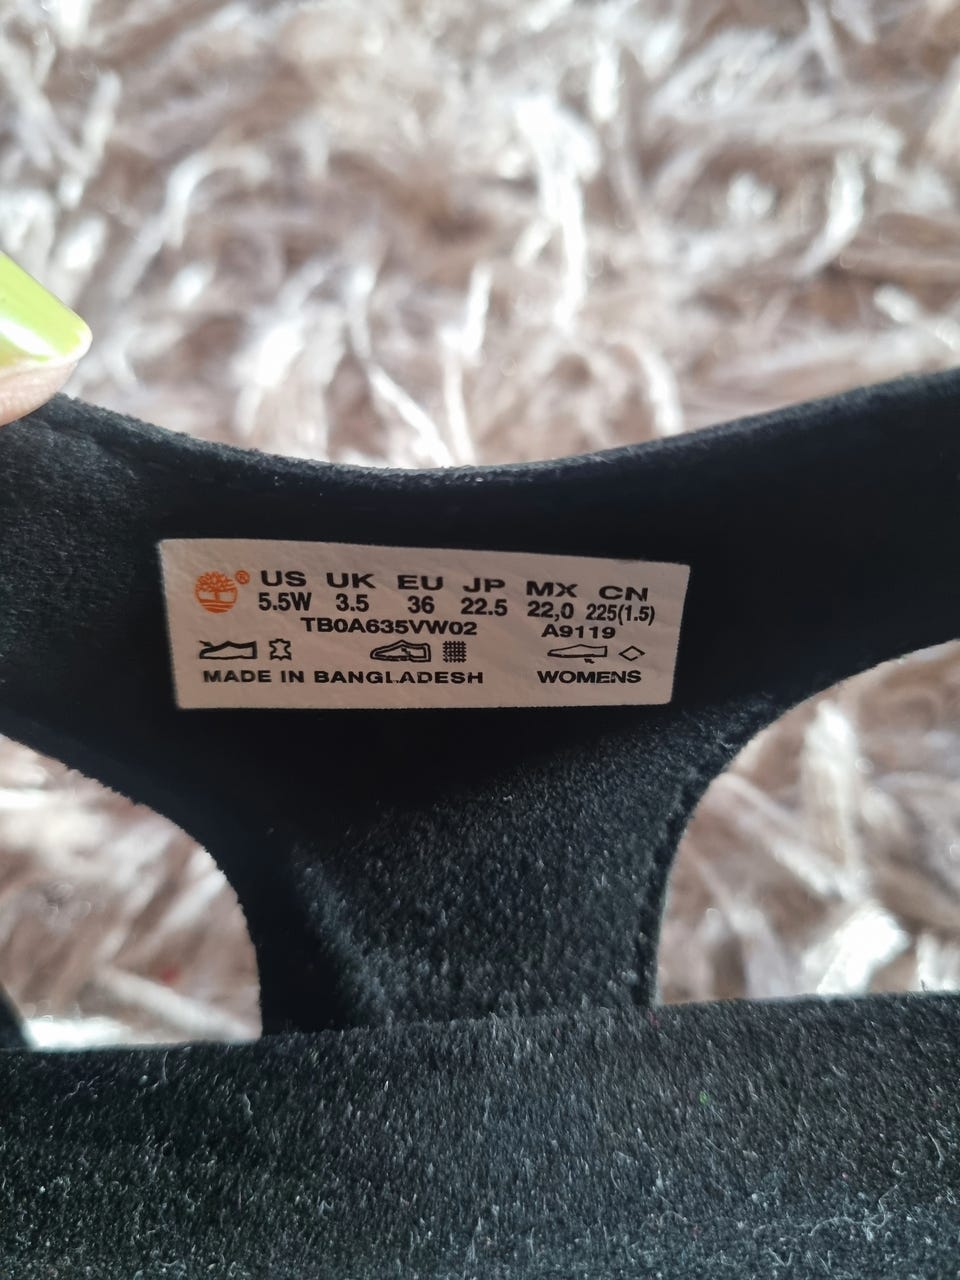 ® US UK EU JP MX CN
5.5W 3.5 36 22.5 22,0 225(1.5)
TB0A635VW02 A9119
MADE IN BANGLADESH WOMENS